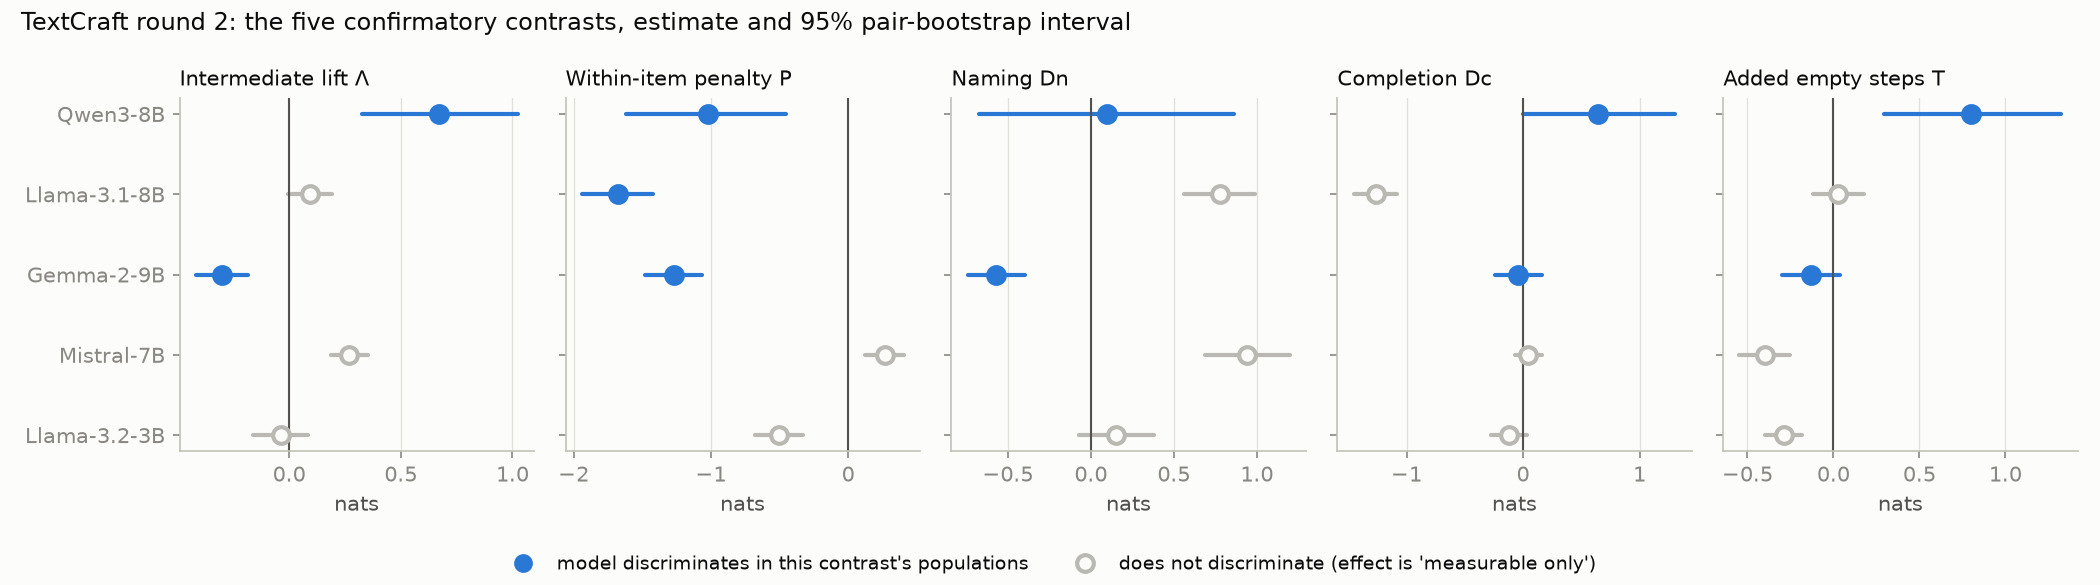 TextCraft round 2: the five confirmatory contrasts, estimate and 95% pair-bootstrap interval
Intermediate lift Λ
Within-item penalty P
Naming Dn
Completion Dc
Added empty steps T
Qwen3-8B
Llama-3.1-8B
Gemma-2-9B
Mistral-7B
Llama-3.2-3B
0.0 0.5 1.0
−2 −1 0
−0.5 0.0 0.5 1.0
−1 0 1
−0.5 0.0 0.5 1.0
nats nats nats nats nats
model discriminates in this contrast's populations
does not discriminate (effect is 'measurable only')